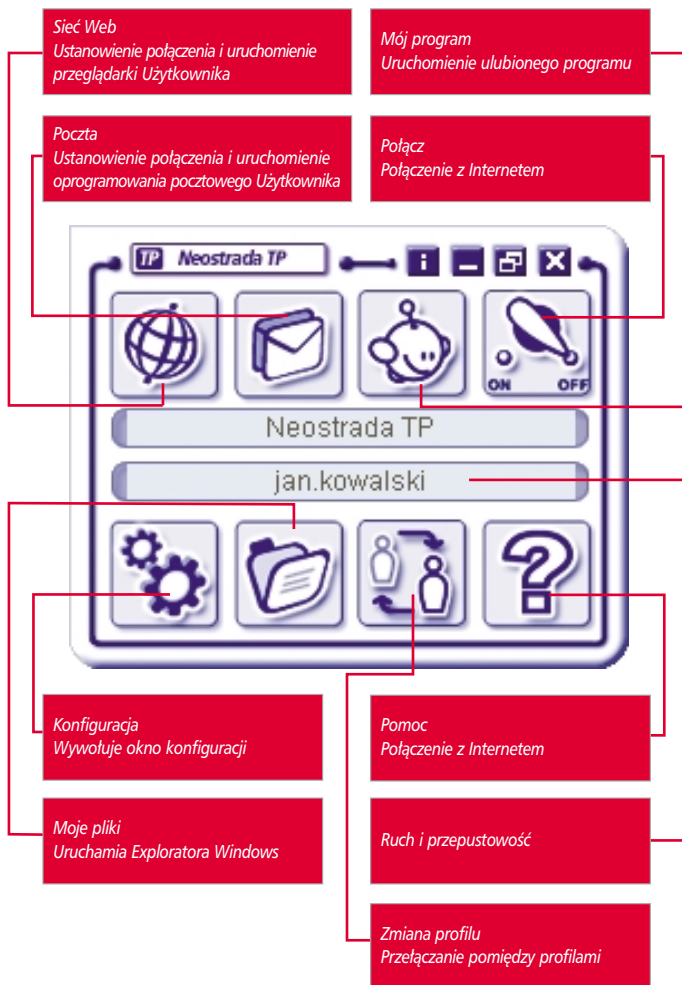 Sieć Web
Ustanowienie połączenia i uruchomienie
przeglądarki Użytkownika
Mój program
Uruchomienie ulubionego programu
Poczta
Ustanowienie połączenia i uruchomienie
oprogramowania pocztowego Użytkownika
Połącz
Połączenie z Internetem
TP Neostrada TP
i
ON OFF
Neostrada TP
jan.kowalski
?
Konfiguracja
Wywołuje okno konfiguracji
Pomoc
Połączenie z Internetem
Moje pliki
Uruchamia Exploratora Windows
Ruch i przepustowość
Zmiana profilu
Przełączanie pomiędzy profilami